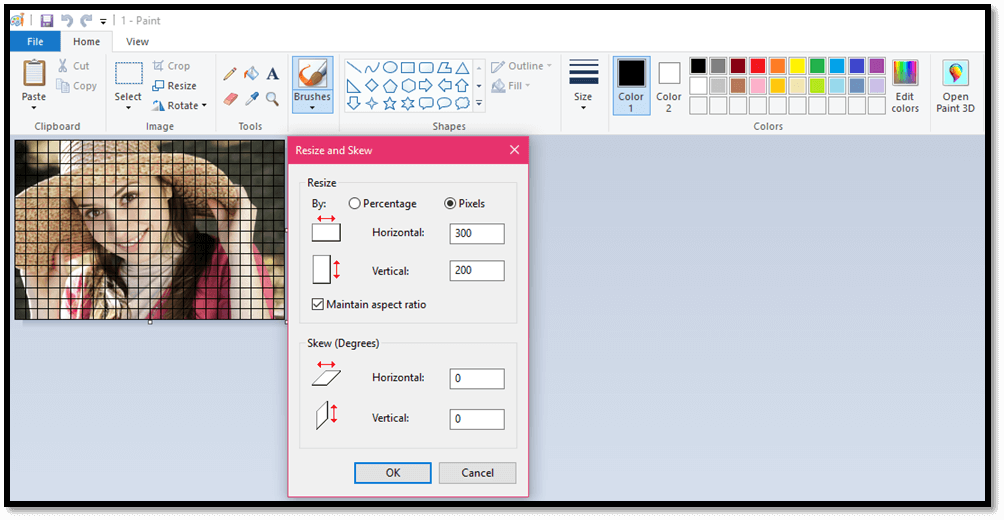 1 - Paint
File Home View
Paste
Cut
Copy
Clipboard
Select
Crop
Resize
Rotate
Image
A
Tools
Brushes
Outline
Fill
Shapes
Size
Color
1
Color
2
Edit
colors
Colors
Open
Paint 3D
Resize and Skew
Resize
By: Percentage Pixels
Horizontal: 300
Vertical: 200
Maintain aspect ratio
Skew (Degrees)
Horizontal: 0
Vertical: 0
OK Cancel